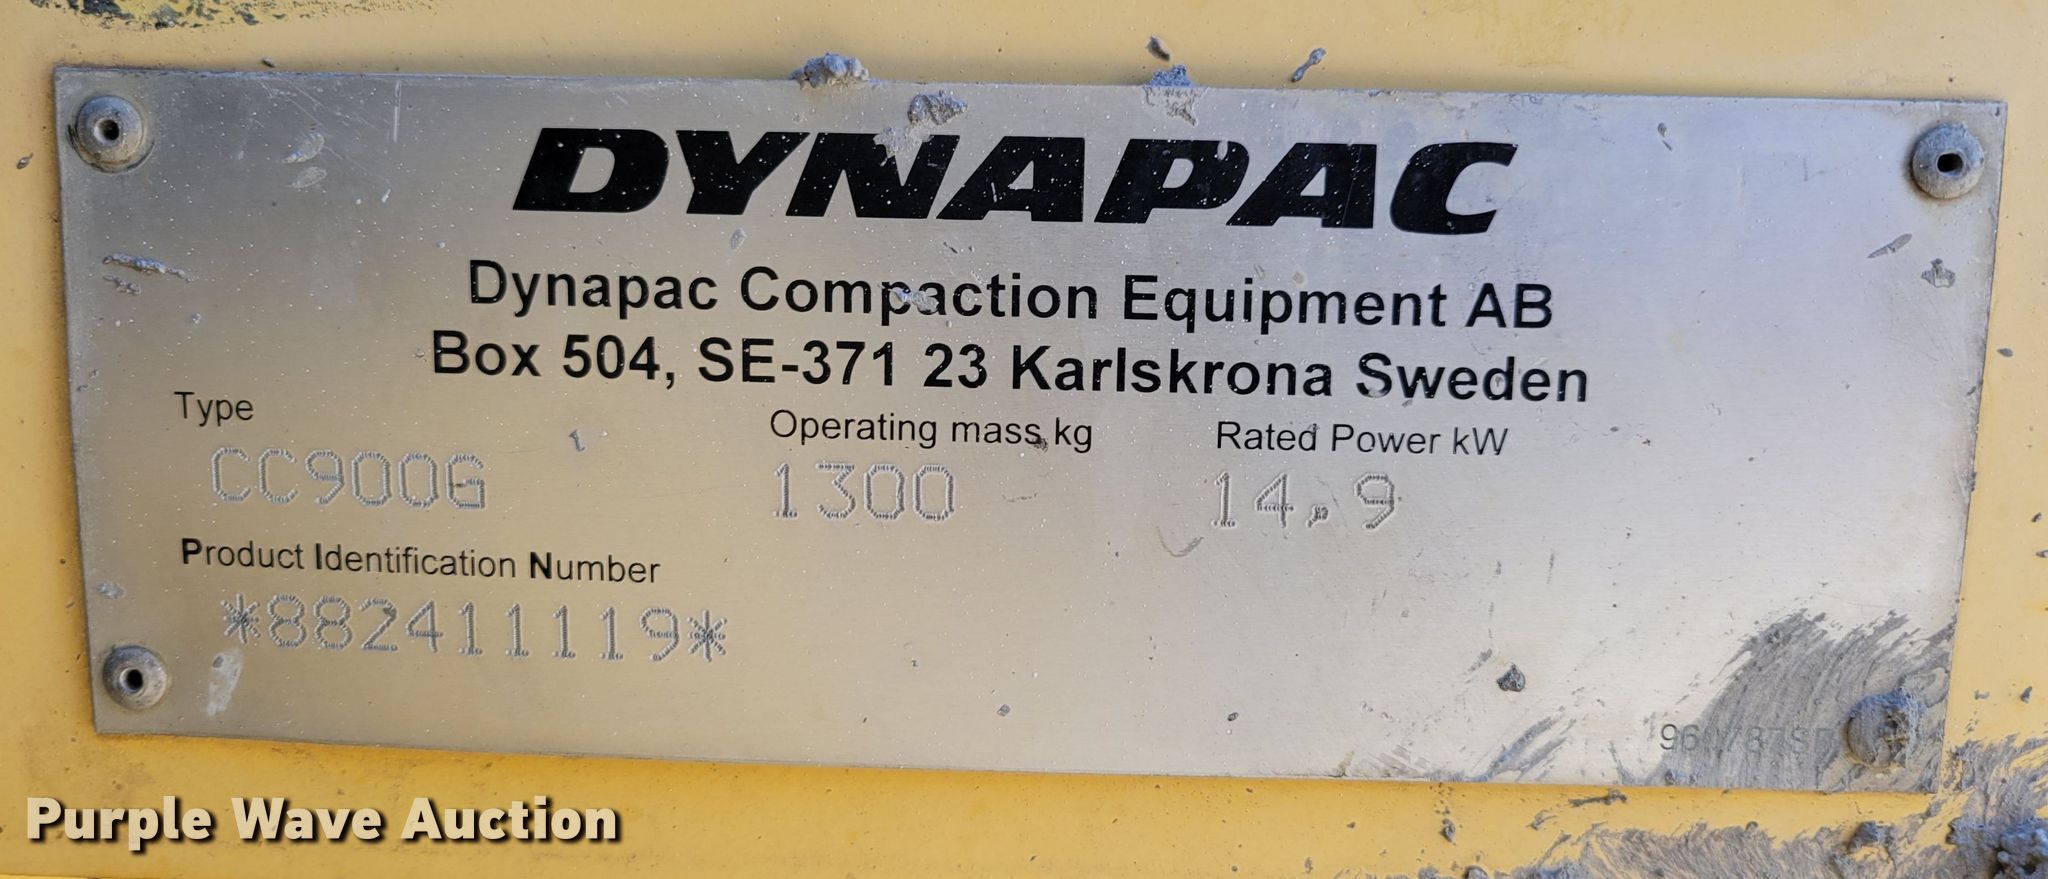 DYNAPAC
Dynapac Compaction Equipment AB
Box 504, SE-371 23 Karlskrona Sweden
Type Operating mass kg Rated Power kW
CC900G 1300 14.9
Product Identification Number
*882411119*
Purple Wave Auction